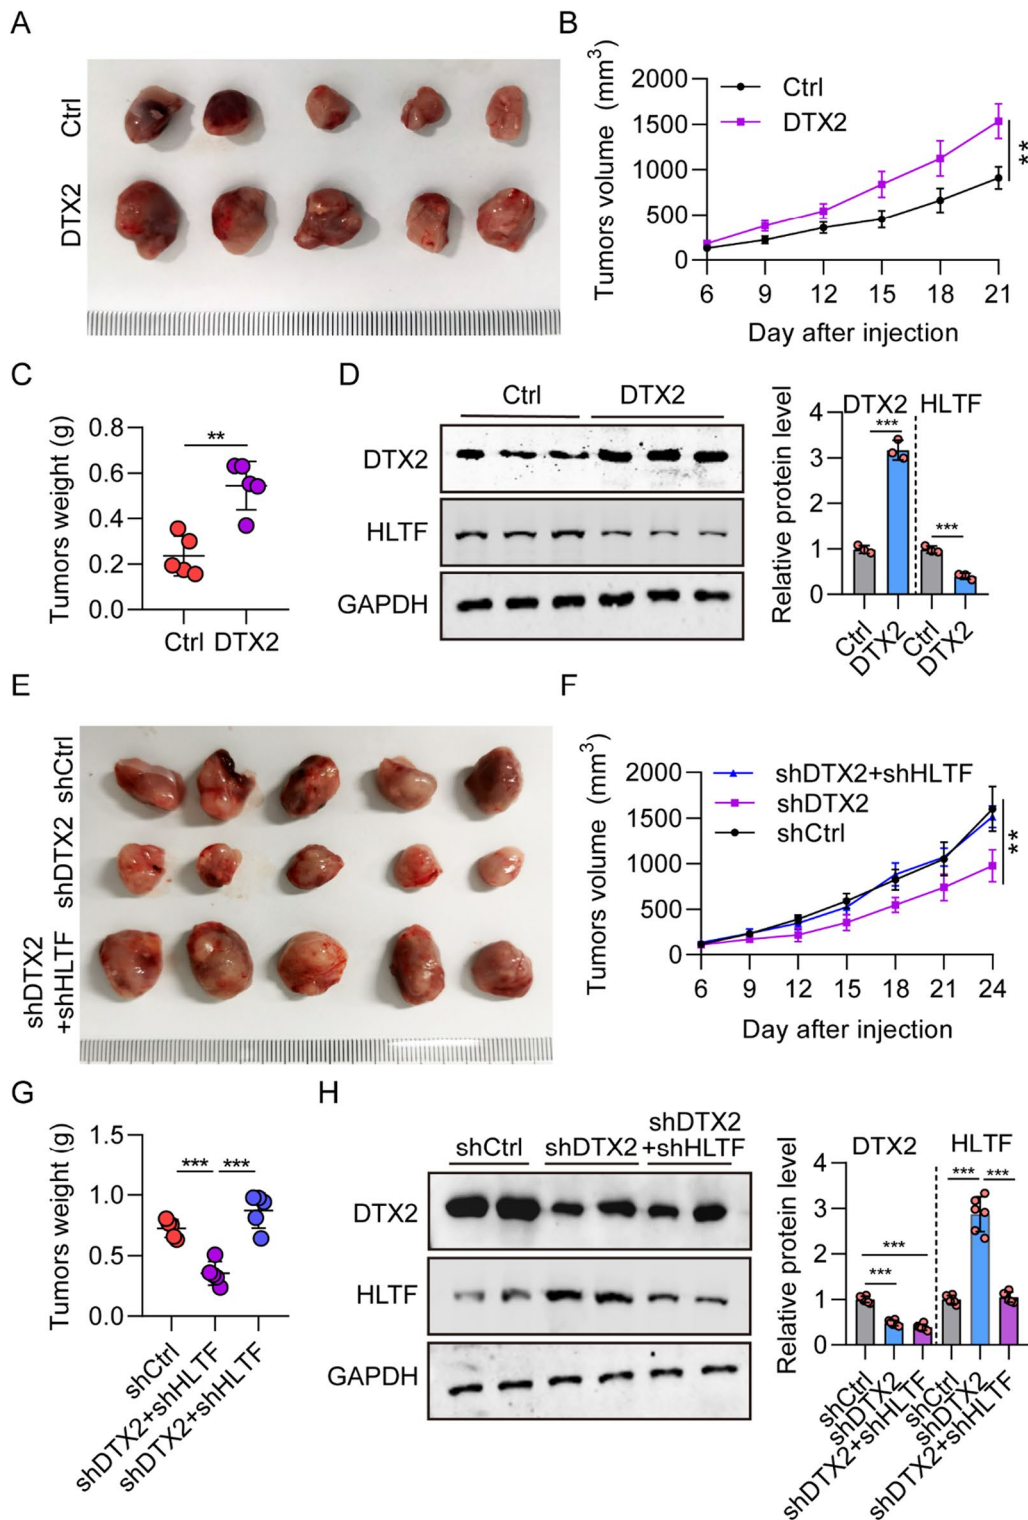 A
Ctrl
DTX2
B
Tumors volume (mm³)
2000
1500
1000
500
0
Ctrl
DTX2
**
6 9 12 15 18 21
Day after injection
C
Tumors weight (g)
0.8
0.6
0.4
0.2
0.0
**
Ctrl DTX2
D
Ctrl DTX2
DTX2
HLTF
GAPDH
Relative protein level
4
3
2
1
0
DTX2 HLTF
***
***
Ctrl
DTX2
Ctrl
DTX2
E
shCtrl
shDTX2
shDTX2
+shHLTF
F
Tumors volume (mm³)
2000
1500
1000
500
0
shDTX2+shHLTF
shDTX2
shCtrl
**
6 9 12 15 18 21 24
Day after injection
G
Tumors weight (g)
1.5
1.0
0.5
0.0
*** ***
shCtrl
shDTX2+shHLTF
shDTX2+shHLTF
H
shCtrl shDTX2 shDTX2
+shHLTF
DTX2
HLTF
GAPDH
Relative protein level
4
3
2
1
0
DTX2 HLTF
***
***
*** ***
shCtrl
shDTX2
shDTX2+shHLTF
shCtrl
shDTX2
shDTX2+shHLTF